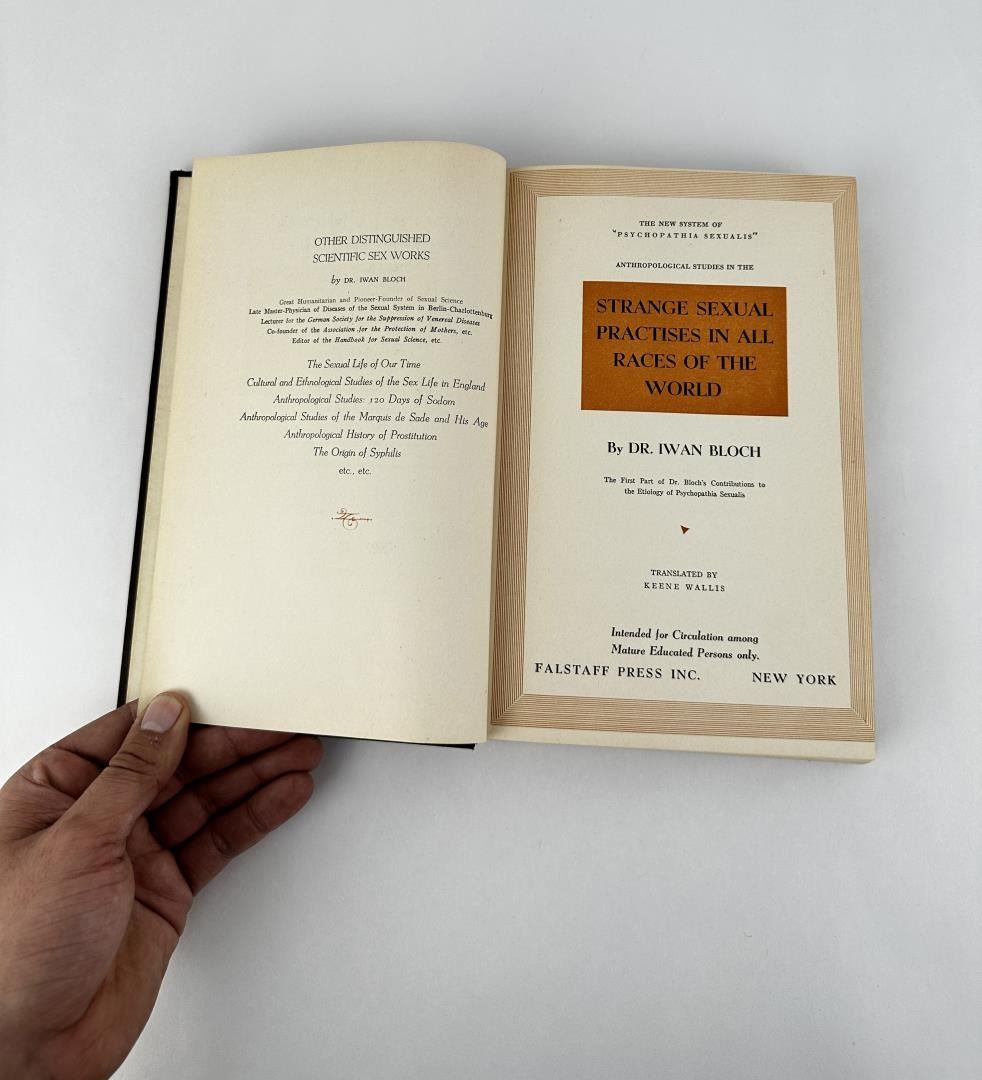 OTHER DISTINGUISHED
SCIENTIFIC SEX WORKS
by DR. IWAN BLOCH
Great Humanitarian and Pioneer-Founder of Sexual Science
Late Master-Physician of Diseases of the Sexual System in Berlin-Charlottenburg
Lecturer for the German Society for the Suppression of Venereal Diseases
Co-founder of the Association for the Protection of Mothers, etc.
Editor of the Handbook for Sexual Science, etc.
The Sexual Life of Our Time
Cultural and Ethnological Studies of the Sex Life in England
Anthropological Studies: 120 Days of Sodom
Anthropological Studies of the Marquis de Sade and His Age
Anthropological History of Prostitution
The Origin of Syphilis
etc., etc.
THE NEW SYSTEM OF
"PSYCHOPATHIA SEXUALIS"
ANTHROPOLOGICAL STUDIES IN THE
STRANGE SEXUAL
PRACTISES IN ALL
RACES OF THE
WORLD
By DR. IWAN BLOCH
The First Part of Dr. Bloch's Contributions to
the Etiology of Psychopathia Sexualis
TRANSLATED BY
KEENE WALLIS
Intended for Circulation among
Mature Educated Persons only.
FALSTAFF PRESS INC. NEW YORK